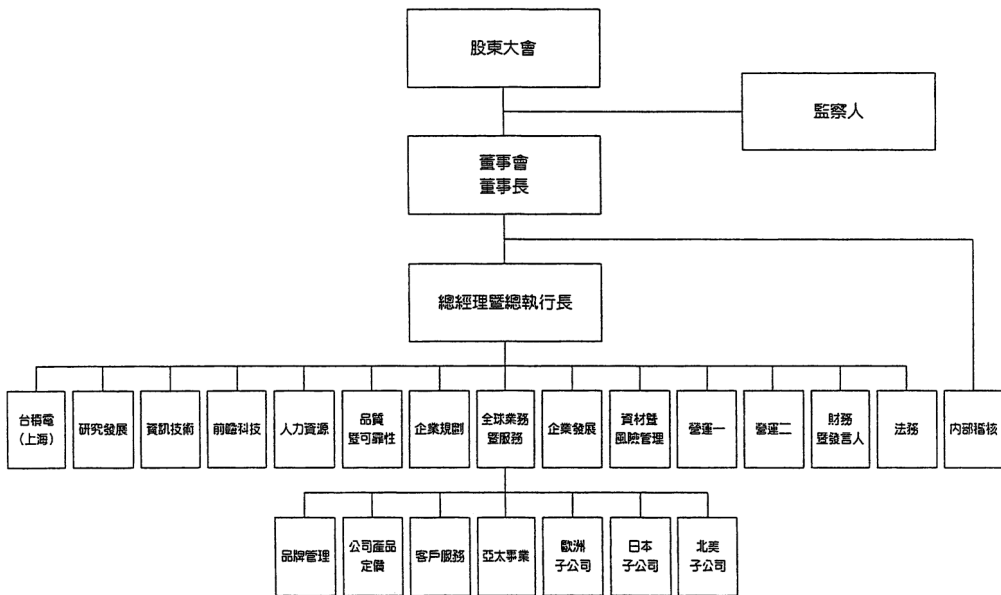 股東大會
監察人
董事會
董事長
總經理暨總執行長
台積電
(上海)
研究發展
資訊技術
前瞻科技
人力資源
品質
暨可靠性
企業規劃
全球業務
暨服務
企業發展
資材暨
風險管理
營運一
營運二
財務
暨發言人
法務
內部稽核
品牌管理
公司產品
定價
客戶服務
亞太事業
歐洲
子公司
日本
子公司
北美
子公司